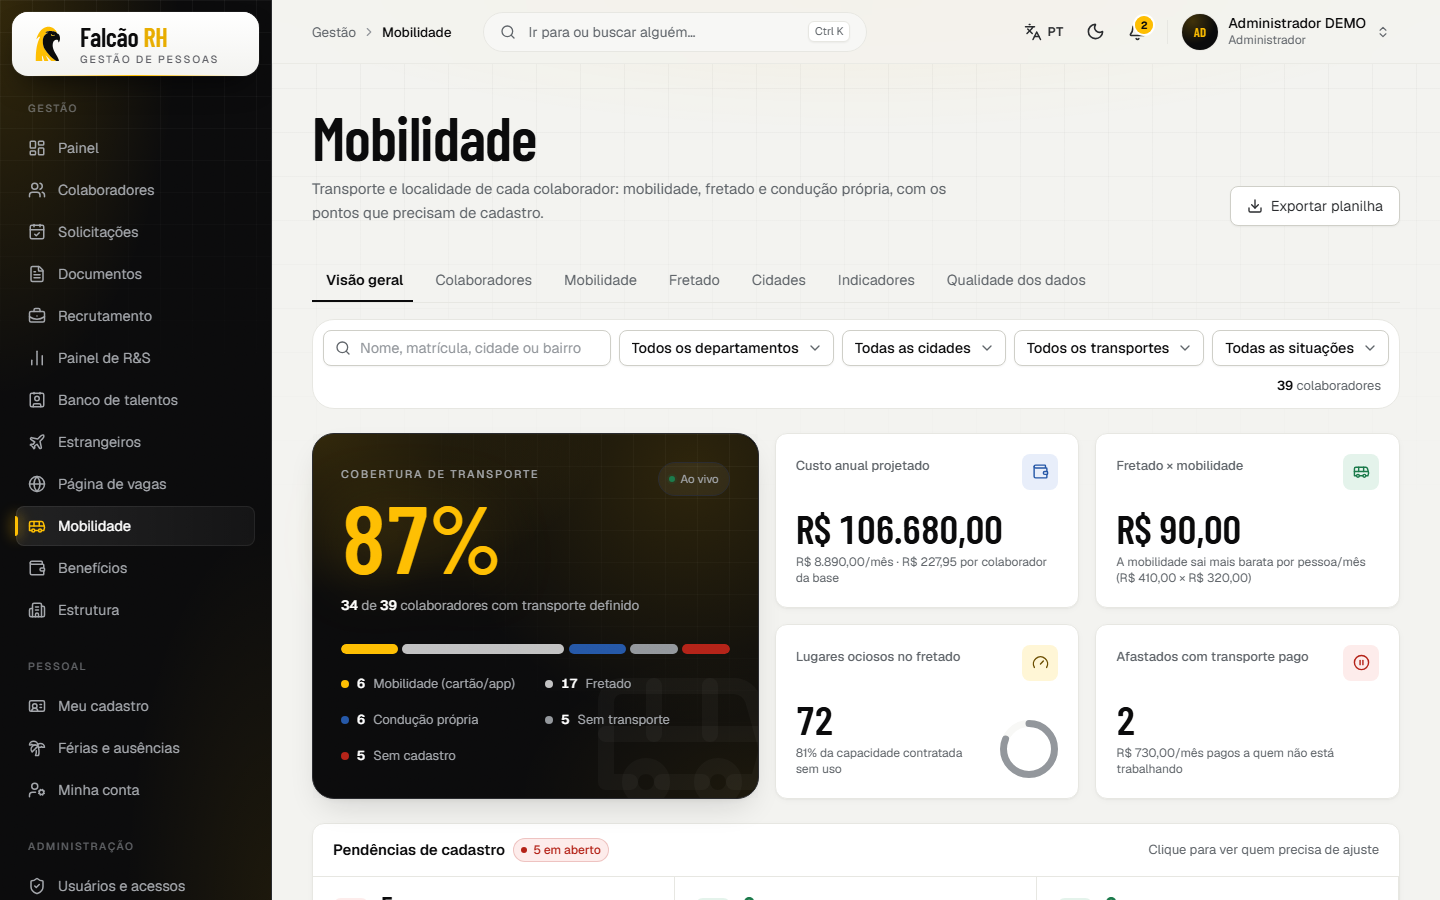 Falcão RH
GESTÃO DE PESSOAS
GESTÃO
Painel
Colaboradores
Solicitações
Documentos
Recrutamento
Painel de R&S
Banco de talentos
Estrangeiros
Página de vagas
Mobilidade
Benefícios
Estrutura
PESSOAL
Meu cadastro
Férias e ausências
Minha conta
ADMINISTRAÇÃO
Usuários e acessos
Gestão > Mobilidade
Ir para ou buscar alguém...
Ctrl K
PT
2
AD
Administrador DEMO
Administrador
Mobilidade
Transporte e localidade de cada colaborador: mobilidade, fretado e condução própria, com os
pontos que precisam de cadastro.
Exportar planilha
Visão geral
Colaboradores
Mobilidade
Fretado
Cidades
Indicadores
Qualidade dos dados
Nome, matrícula, cidade ou bairro
Todos os departamentos
Todas as cidades
Todos os transportes
Todas as situações
39 colaboradores
COBERTURA DE TRANSPORTE
Ao vivo
87%
34 de 39 colaboradores com transporte definido
6 Mobilidade (cartão/app)
17 Fretado
6 Condução própria
5 Sem transporte
5 Sem cadastro
Custo anual projetado
R$ 106.680,00
R$ 8.890,00/mês · R$ 227,95 por colaborador
da base
Fretado × mobilidade
R$ 90,00
A mobilidade sai mais barata por pessoa/mês
(R$ 410,00 × R$ 320,00)
Lugares ociosos no fretado
72
81% da capacidade contratada
sem uso
Afastados com transporte pago
2
R$ 730,00/mês pagos a quem não está
trabalhando
Pendências de cadastro
5 em aberto
Clique para ver quem precisa de ajuste